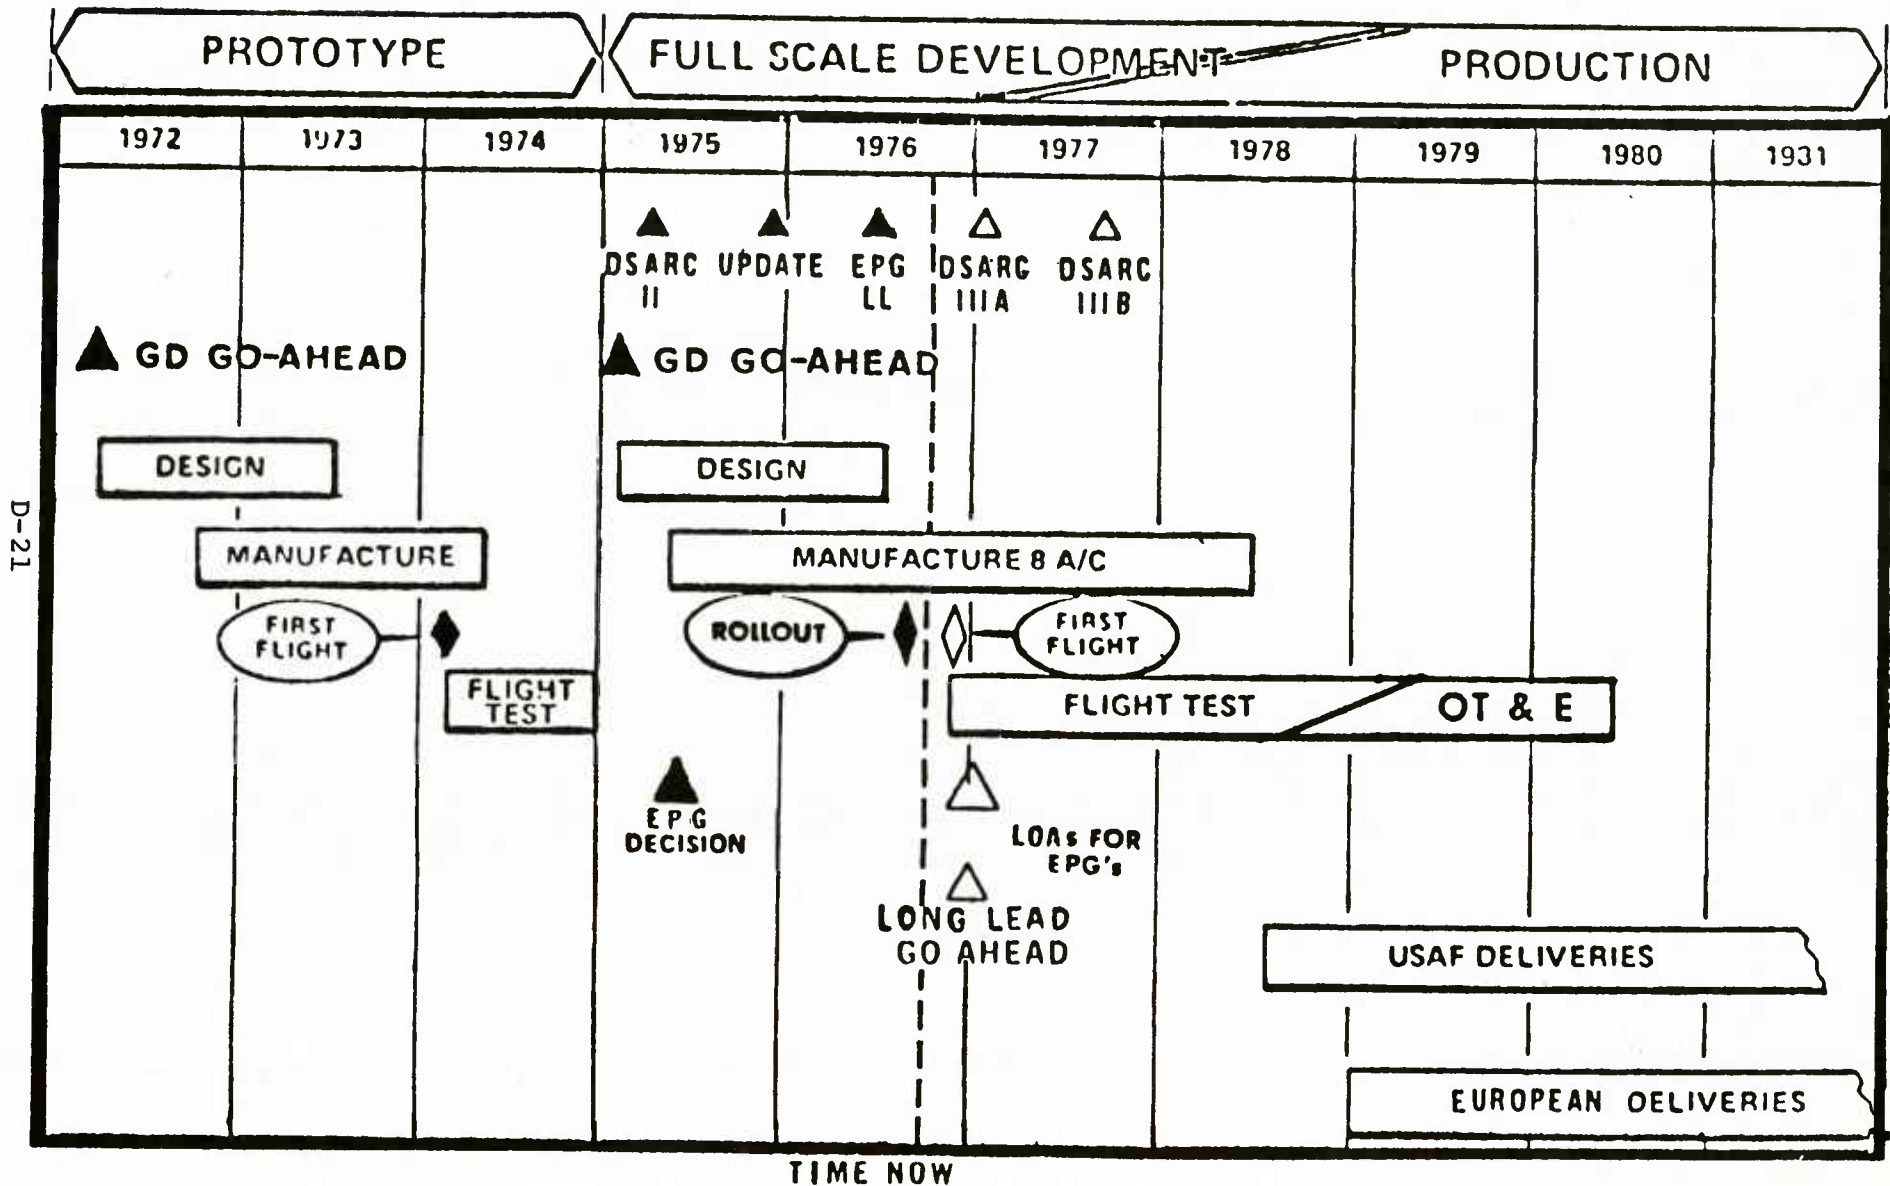 PROTOTYPE
FULL SCALE DEVELOPMENT
PRODUCTION
1972 1973 1974 1975 1976 1977 1978 1979 1980 1931
DSARC UPDATE EPG DSARC DSARC
II LL IIIA IIIB
GD GO-AHEAD GD GO-AHEAD
DESIGN DESIGN
MANUFACTURE MANUFACTURE 8 A/C
FIRST
FLIGHT
ROLLOUT
FIRST
FLIGHT
FLIGHT
TEST
FLIGHT TEST OT & E
EPG
DECISION
LOAs FOR
EPG's
LONG LEAD
GO AHEAD
USAF DELIVERIES
EUROPEAN DELIVERIES
TIME NOW
D-21